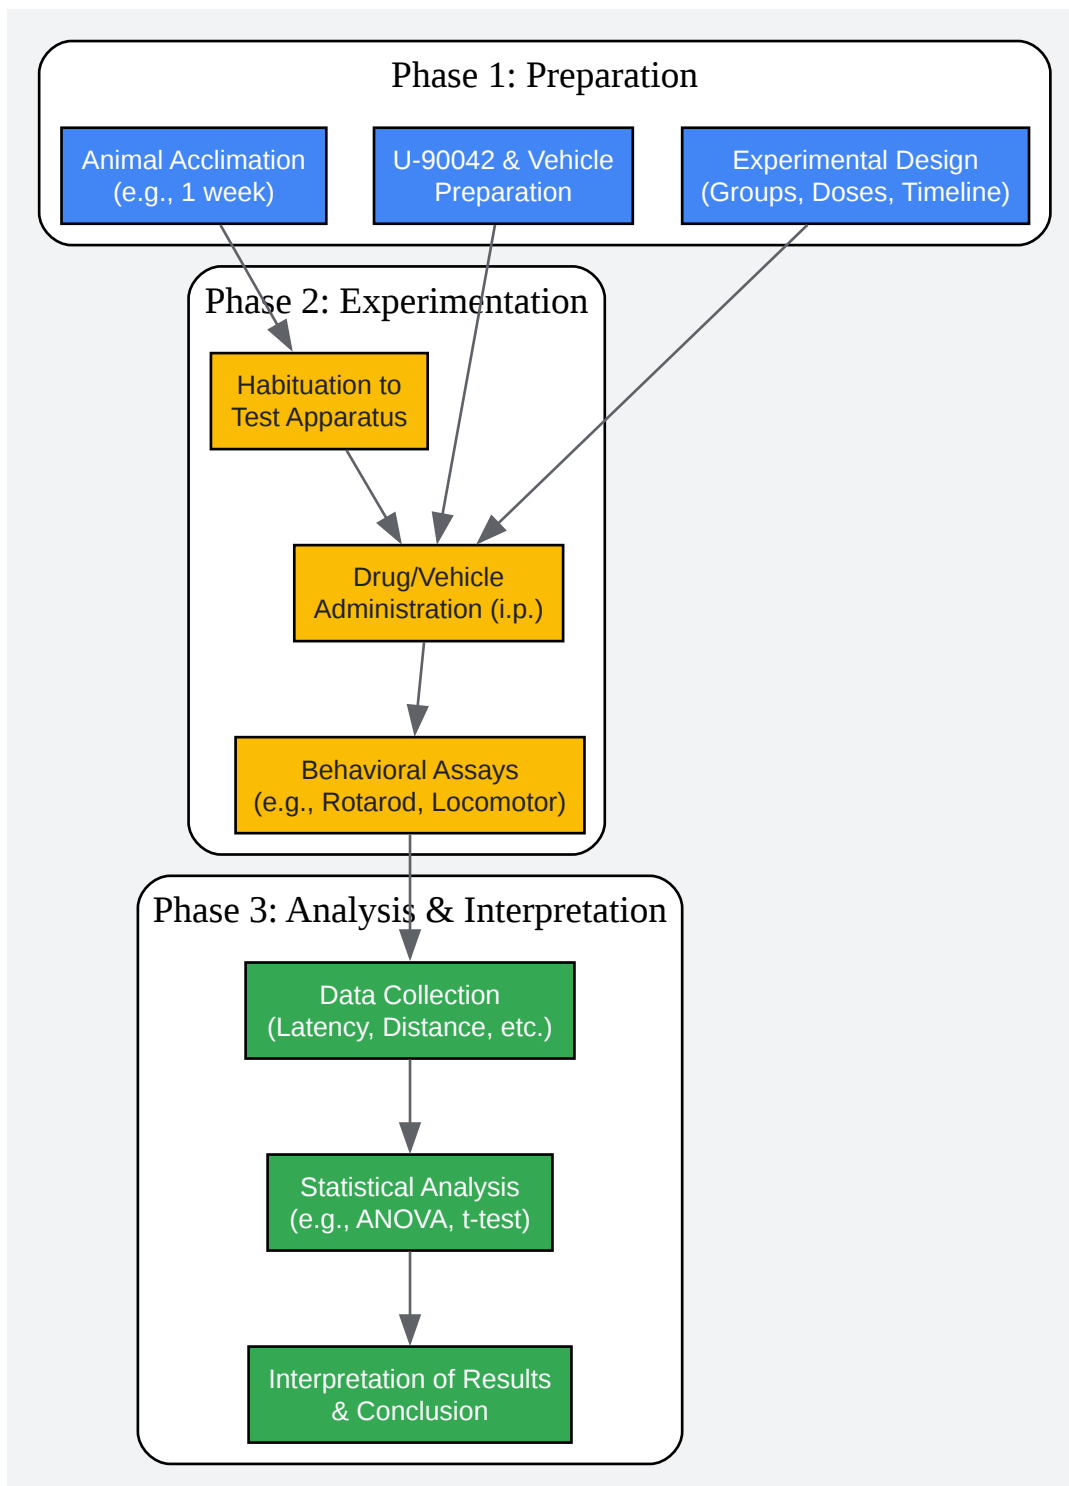 Phase 1: Preparation
Animal Acclimation
(e.g., 1 week)
U-90042 & Vehicle
Preparation
Experimental Design
(Groups, Doses, Timeline)
Phase 2: Experimentation
Habituation to
Test Apparatus
Drug/Vehicle
Administration (i.p.)
Behavioral Assays
(e.g., Rotarod, Locomotor)
Phase 3: Analysis & Interpretation
Data Collection
(Latency, Distance, etc.)
Statistical Analysis
(e.g., ANOVA, t-test)
Interpretation of Results
& Conclusion